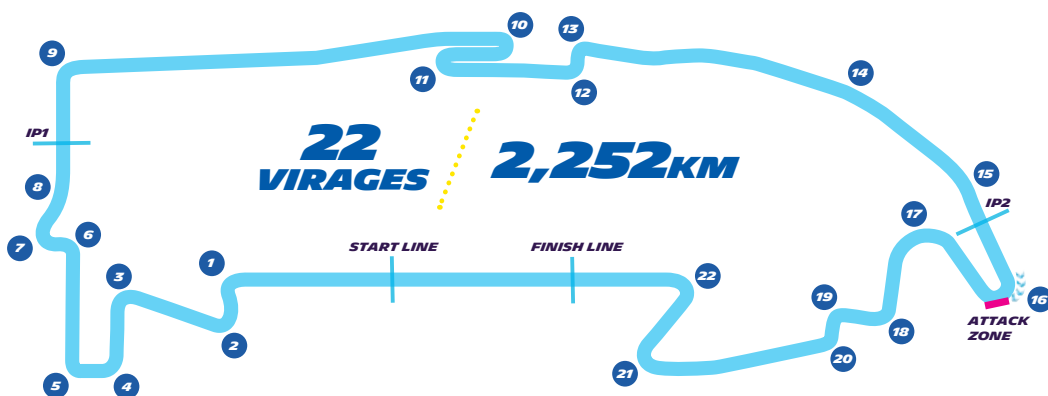 9
10
13
11
12
14
IP1
22
VIRAGES
2,252KM
8
15
IP2
7
6
17
1
START LINE
FINISH LINE
22
3
16
19
ATTACK
ZONE
2
18
20
5
4
21